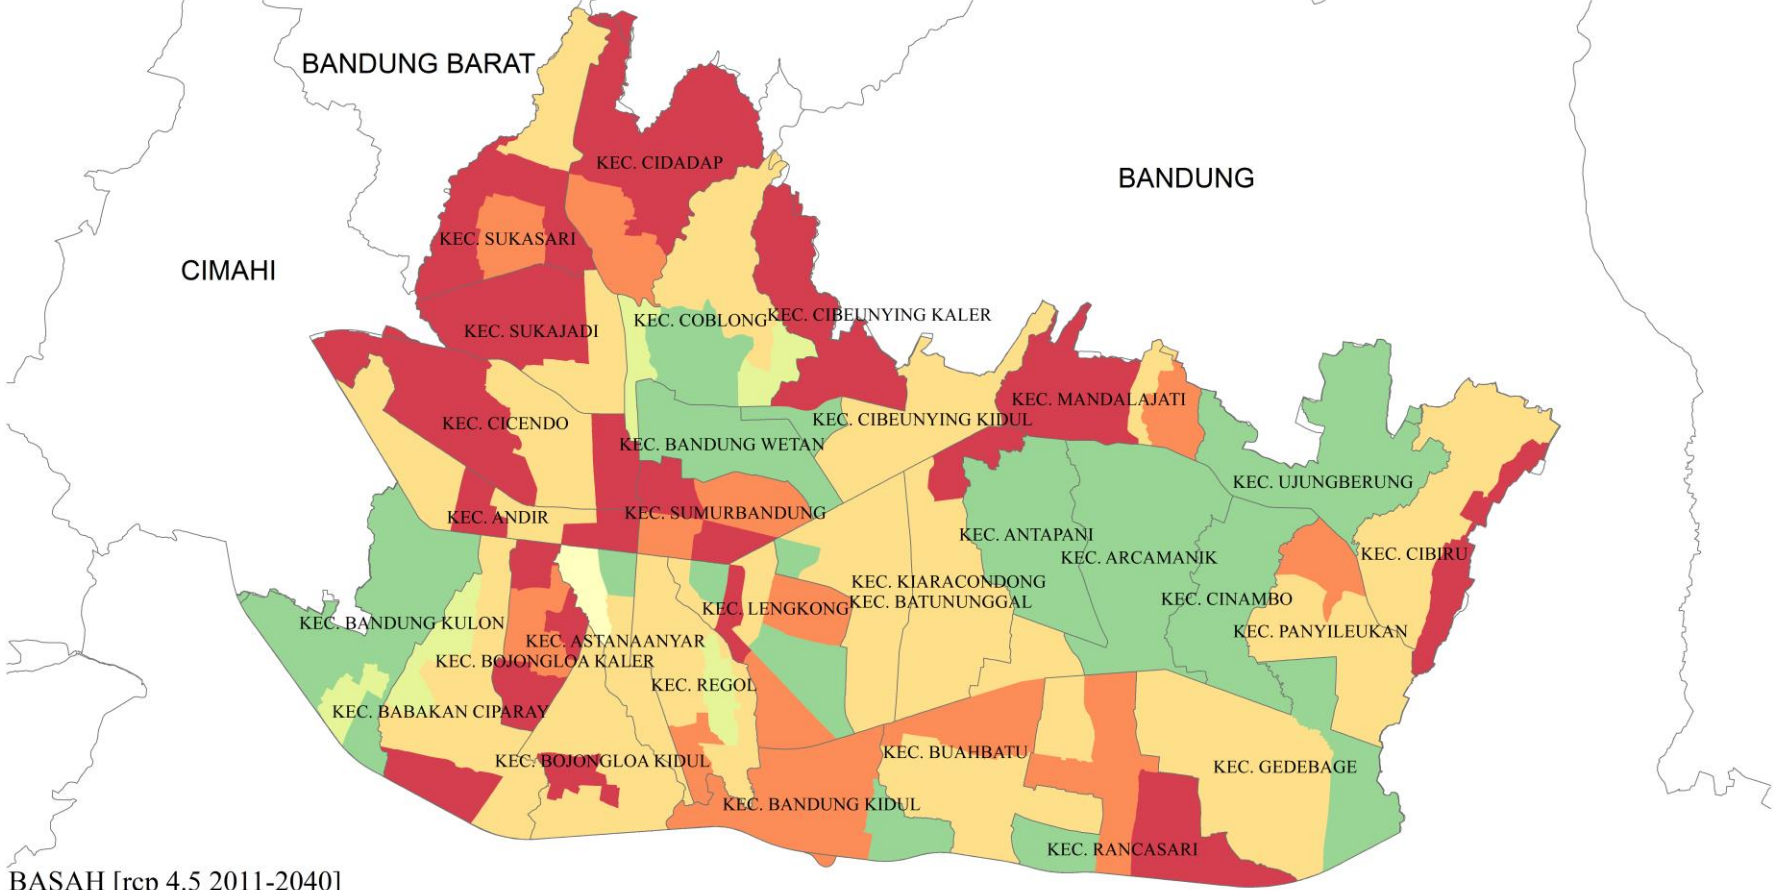 BANDUNG BARAT
KEC. CIDADAP
BANDUNG
KEC. SUKASARI
CIMAHI
KEC. COBLONG
KEC. CIBEUNYING KALER
KEC. SUKAJADI
KEC. MANDALAJATI
KEC. CICENDO
KEC. CIBEUNYING KIDUL
KEC. BANDUNG WETAN
KEC. UJUNGBERUNG
KEC. ANDIR
KEC. SUMURBANDUNG
KEC. ANTAPANI
KEC. ARCAMANIK
KEC. CIBIRU
KEC. KIARACONDONG
KEC. BATUNUNGGAL
KEC. CINAMBO
KEC. LENGKONG
KEC. BANDUNG KULON
KEC. PANYILEUKAN
KEC. ASTANAANYAR
KEC. BOJONGLOA KALER
KEC. REGOL
KEC. BABAKAN CIPARAY
KEC. BUAHBATU
KEC. BOJONGLOA KIDUL
KEC. GEDEBAGE
KEC. BANDUNG KIDUL
KEC. RANCASARI
BASAH [rcp 4.5 2011-2040]